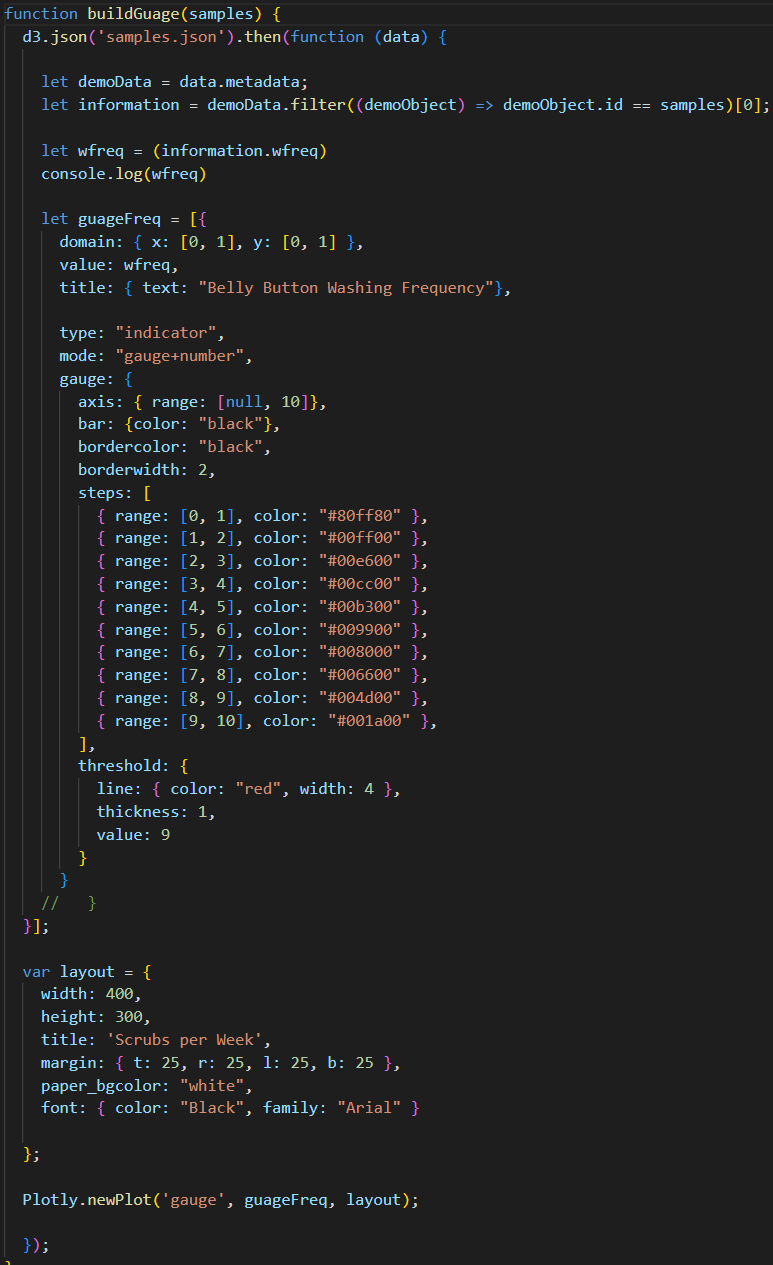 function buildGuage(samples) {
  d3.json('samples.json').then(function (data) {

    let demoData = data.metadata;
    let information = demoData.filter((demoObject) => demoObject.id == samples)[0];

    let wfreq = (information.wfreq)
    console.log(wfreq)

    let guageFreq = [{
      domain: { x: [0, 1], y: [0, 1] },
      value: wfreq,
      title: { text: "Belly Button Washing Frequency"},

      type: "indicator",
      mode: "gauge+number",
      gauge: {
        axis: { range: [null, 10]},
        bar: {color: "black"},
        bordercolor: "black",
        borderwidth: 2,
        steps: [
          { range: [0, 1], color: "#80ff80" },
          { range: [1, 2], color: "#00ff00" },
          { range: [2, 3], color: "#00e600" },
          { range: [3, 4], color: "#00cc00" },
          { range: [4, 5], color: "#00b300" },
          { range: [5, 6], color: "#009900" },
          { range: [6, 7], color: "#008000" },
          { range: [7, 8], color: "#006600" },
          { range: [8, 9], color: "#004d00" },
          { range: [9, 10], color: "#001a00" },
        ],
        threshold: {
          line: { color: "red", width: 4 },
          thickness: 1,
          value: 9
        }
      }
    //   }
  }];

  var layout = {
    width: 400,
    height: 300,
    title: 'Scrubs per Week',
    margin: { t: 25, r: 25, l: 25, b: 25 },
    paper_bgcolor: "white",
    font: { color: "Black", family: "Arial" }

  };

  Plotly.newPlot('gauge', guageFreq, layout);

  });
}